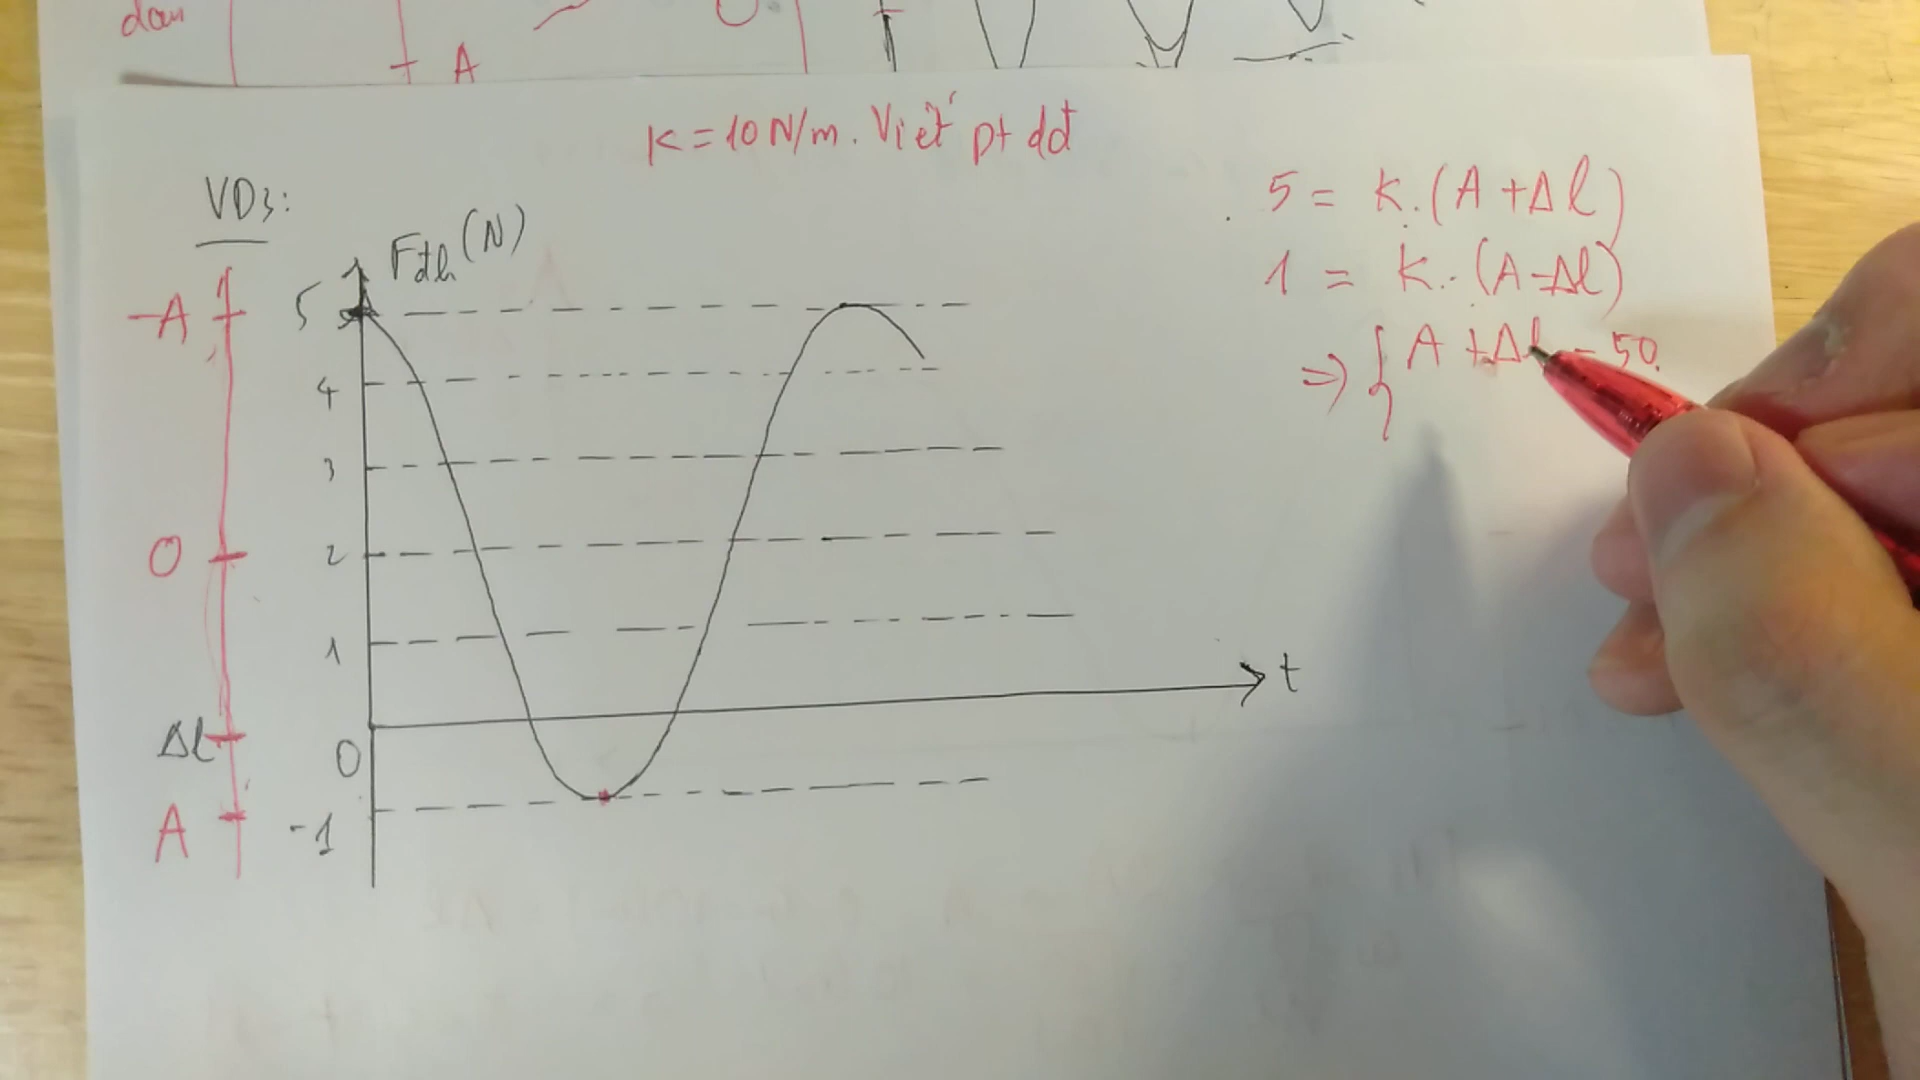 dãn
A
O
K = 10 N/m. Viết pt dđ
VD3:
Fđh (N)
5 = K.(A + Δl)
1 = K.(A - Δl)
⇒ { A + Δl = 50
-A
5
4
3
O
2
1
t
Δl
0
A
-1